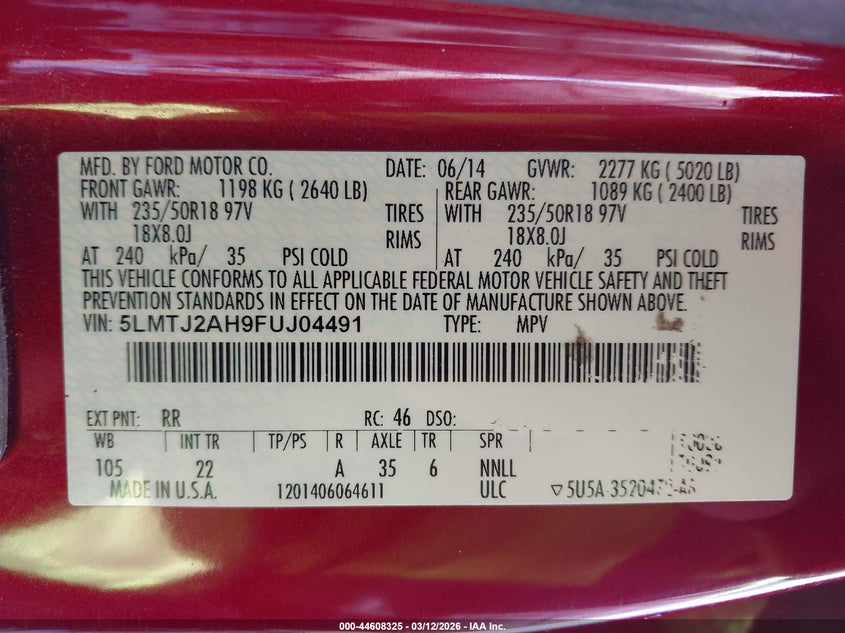 MFD. BY FORD MOTOR CO. DATE: 06/14 GVWR: 2277 KG ( 5020 LB)
FRONT GAWR: 1198 KG ( 2640 LB) REAR GAWR: 1089 KG ( 2400 LB)
WITH 235/50R18 97V TIRES WITH 235/50R18 97V TIRES
18X8.0J RIMS 18X8.0J RIMS
AT 240 kPa/ 35 PSI COLD AT 240 kPa/ 35 PSI COLD
THIS VEHICLE CONFORMS TO ALL APPLICABLE FEDERAL MOTOR VEHICLE SAFETY AND THEFT
PREVENTION STANDARDS IN EFFECT ON THE DATE OF MANUFACTURE SHOWN ABOVE.
VIN: 5LMTJ2AH9FUJ04491 TYPE: MPV
EXT PNT: RR RC: 46 DSO:
WB INT TR TP/PS R AXLE TR SPR
105 22 A 35 6 NNLL
MADE IN U.S.A. 1201406064611 ULC ▽5U5A
000-44608325 - 03/12/2026 - IAA Inc.